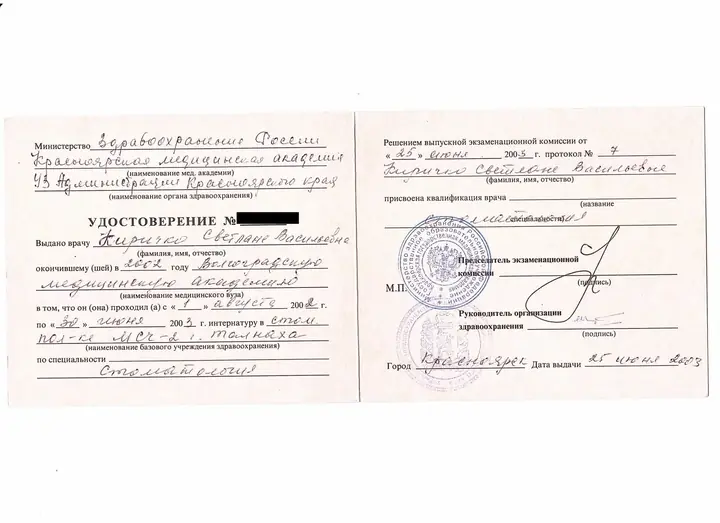 Министерство Здравоохранения России
Красноярская медицинская академия
(наименование мед. академии)
УЗ Администрации Красноярского края
(наименование органа здравоохранения)
УДОСТОВЕРЕНИЕ №
Выдано врачу Киричко Светлане Васильевне
(фамилия, имя, отчество)
окончившему (шей) в 2002 году Волгоградскую
медицинскую академию
(наименование медицинского вуза)
в том, что он (она) проходил (а) с « 1 » августа 2002 г.
по « 30 » июня 2003 г. интернатуру в стом.
пол-ке МСЧ-2 г. Талнаха
(наименование базового учреждения здравоохранения)
по специальности
Стоматология
Решением выпускной экзаменационной комиссии от
« 25 » июня 2003 г. протокол № 7
Киричко Светлане Васильевне
(фамилия, имя, отчество)
присвоена квалификация врача
(название
Стоматология
специальности)
Председатель экзаменационной
комиссии
(подпись)
М.П.
Руководитель организации
здравоохранения
(подпись)
Город Красноярск Дата выдачи 25 июня 2003